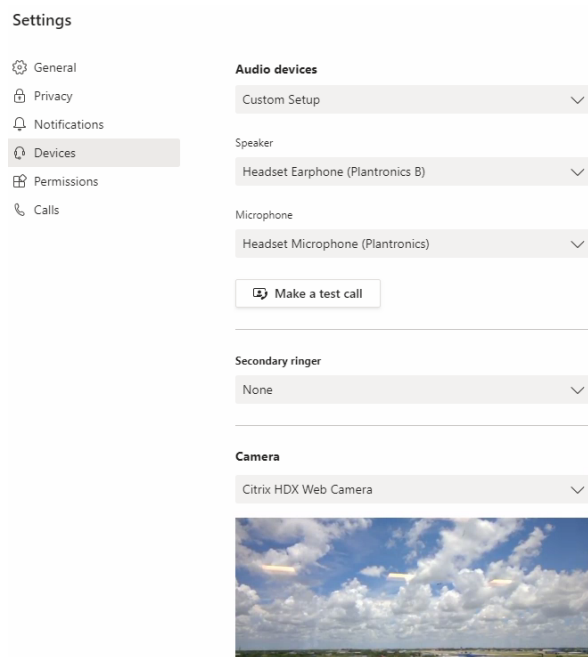 Settings
General
Privacy
Notifications
Devices
Permissions
Calls
Audio devices
Custom Setup
Speaker
Headset Earphone (Plantronics B)
Microphone
Headset Microphone (Plantronics)
Make a test call
Secondary ringer
None
Camera
Citrix HDX Web Camera